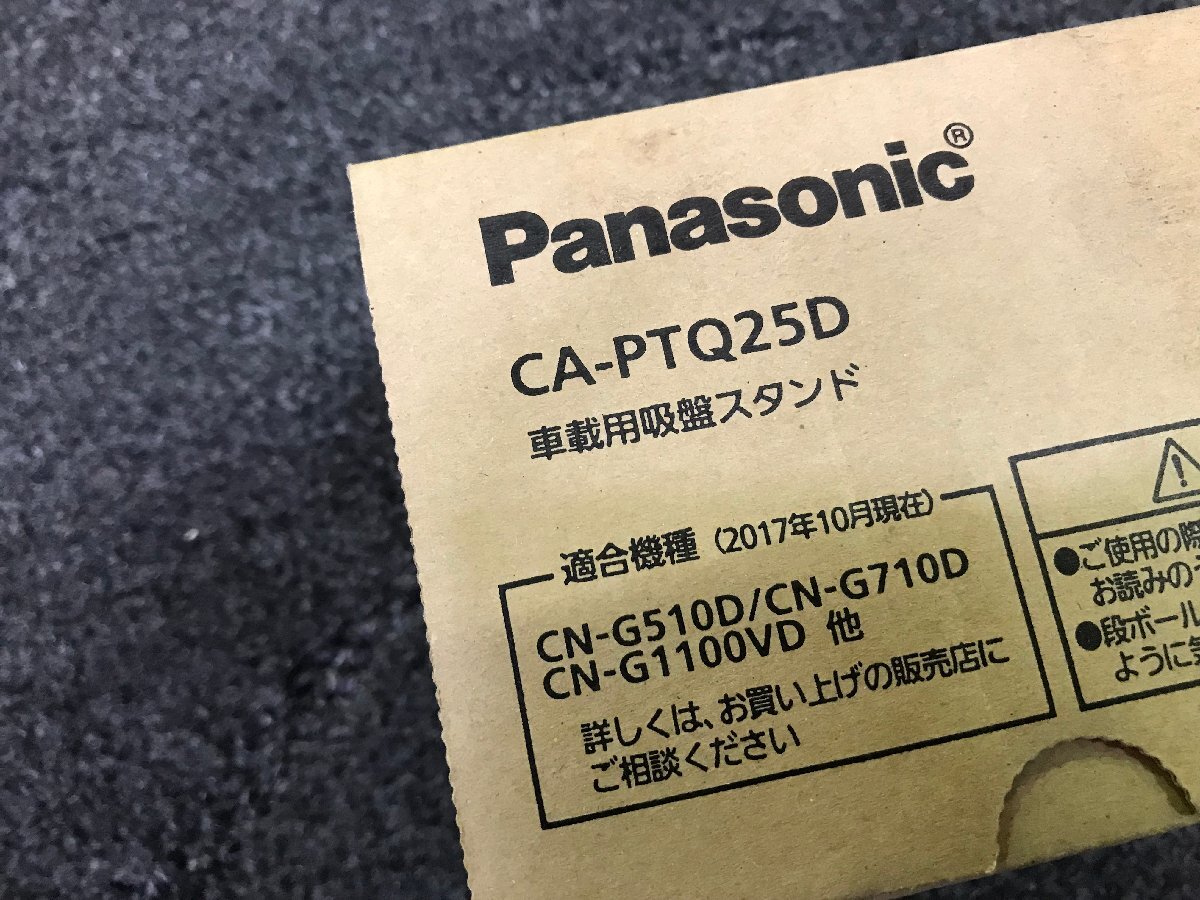 Panasonic®
CA-PTQ25D
車載用吸盤スタンド
適合機種（2017年10月現在）
CN-G510D/CN-G710D
CN-G1100VD 他
詳しくは、お買い上げの販売店に
ご相談ください
●ご使用の際
お読みの
●段ボール
ように